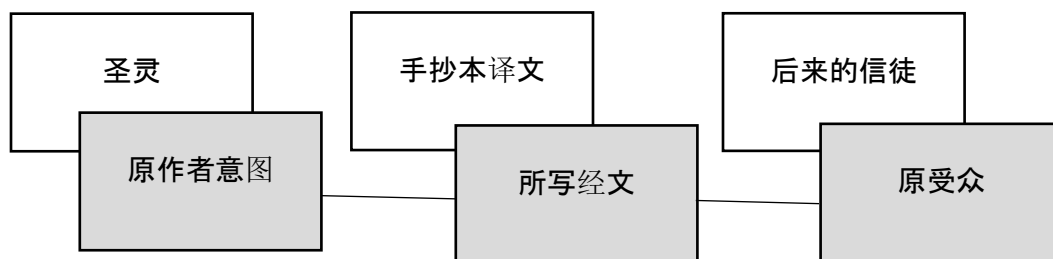 圣灵
手抄本译文
后来的信徒
原作者意图
所写经文
原受众